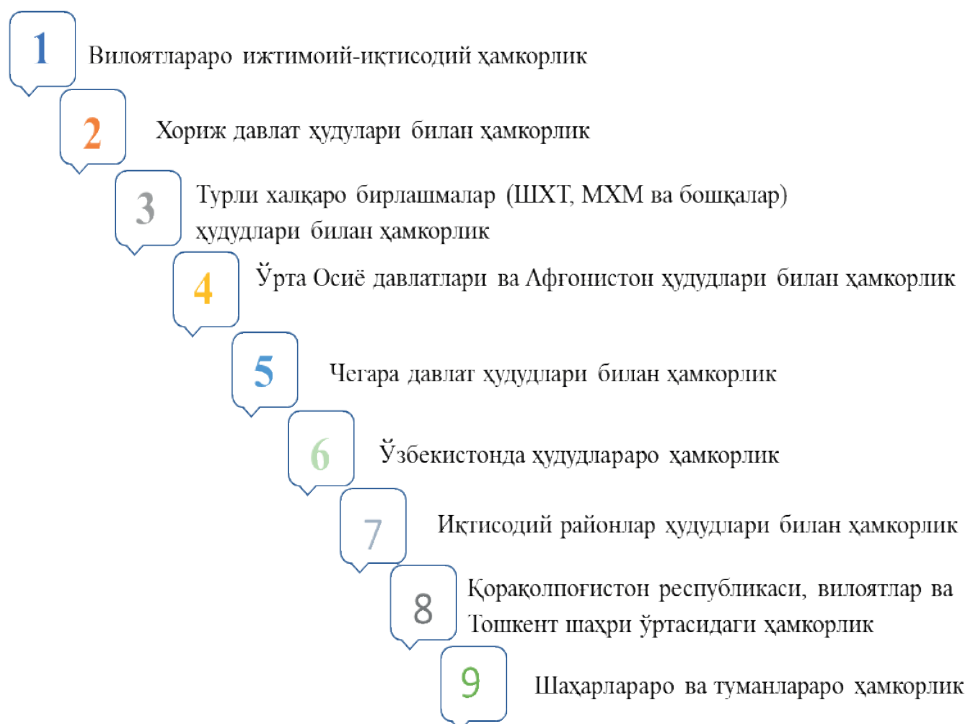 1
Вилоятлараро ижтимоий-иқтисодий ҳамкорлик
2
Хориж давлат ҳудулари билан ҳамкорлик
3
Турли халқаро бирлашмалар (ШХТ, МХМ ва бошқалар)
ҳудудлари билан ҳамкорлик
4
Ўрта Осиё давлатлари ва Афғонистон ҳудудлари билан ҳамкорлик
5
Чегара давлат ҳудудлари билан ҳамкорлик
6
Ўзбекистонда ҳудудлараро ҳамкорлик
7
Иқтисодий районлар ҳудудлари билан ҳамкорлик
8
Қорақолпоғистон республикаси, вилоятлар ва
Тошкент шаҳри ўртасидаги ҳамкорлик
9
Шаҳарлараро ва туманлараро ҳамкорлик